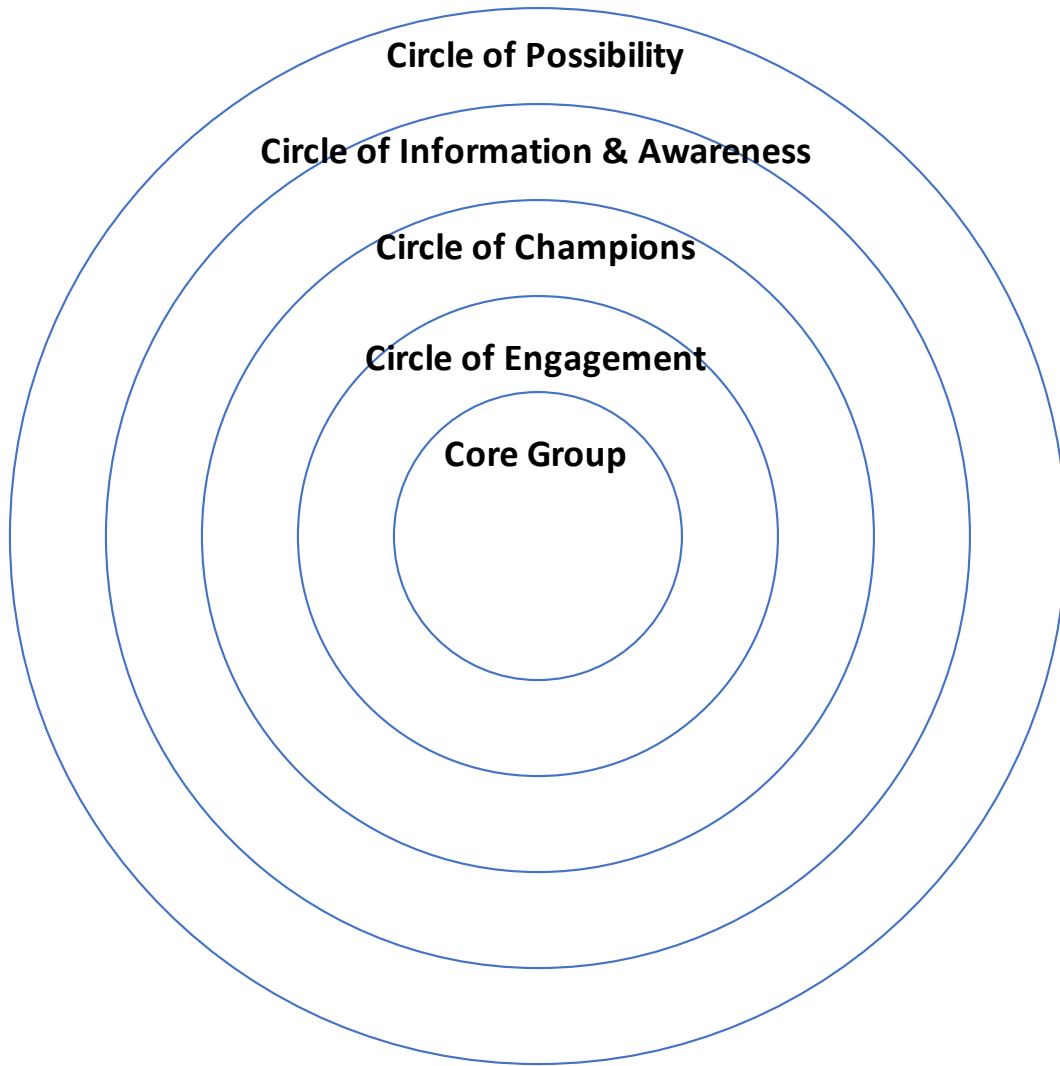 Circle of Possibility
Circle of Information & Awareness
Circle of Champions
Circle of Engagement
Core Group